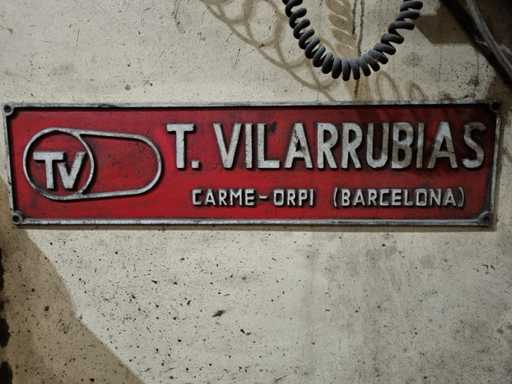 TV
T. VILARRUBIAS
CARME-ORPI (BARCELONA)